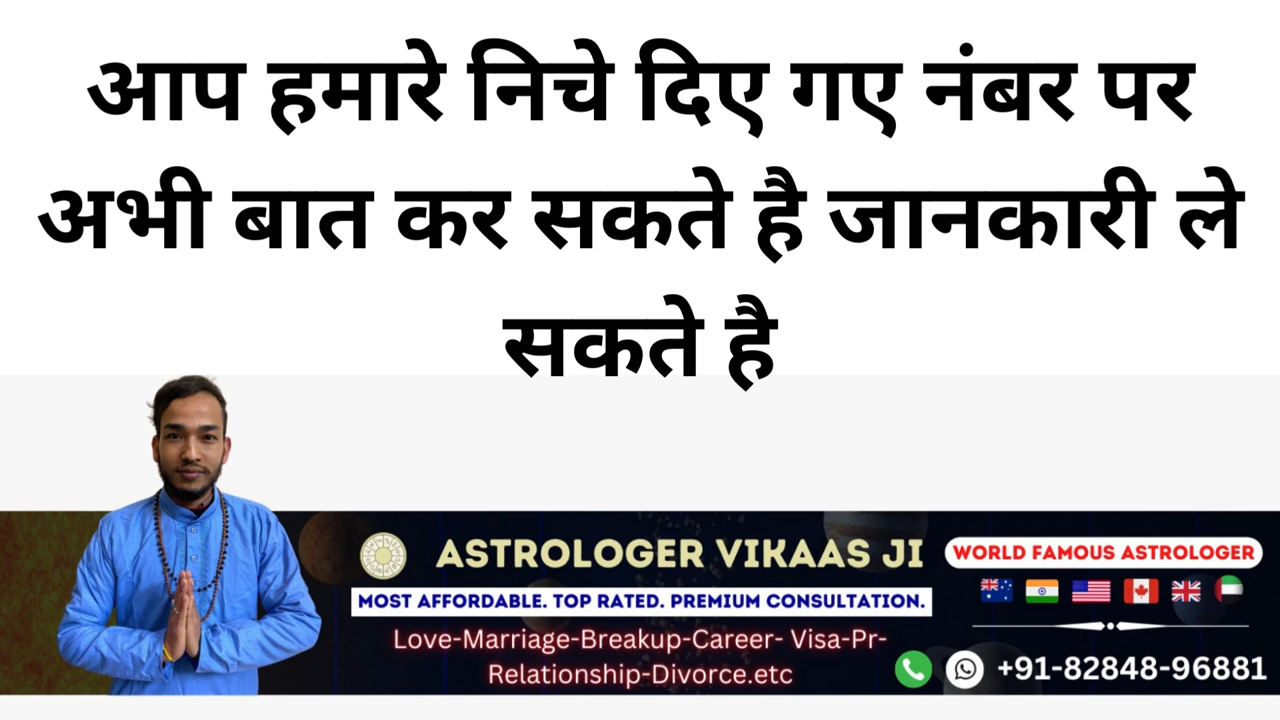 आप हमारे निचे दिए गए नंबर पर
अभी बात कर सकते है जानकारी ले
सकते है
ASTROLOGER VIKAAS JI
MOST AFFORDABLE. TOP RATED. PREMIUM CONSULTATION.
Love-Marriage-Breakup-Career- Visa-Pr-
Relationship-Divorce.etc
WORLD FAMOUS ASTROLOGER
+91-82848-96881